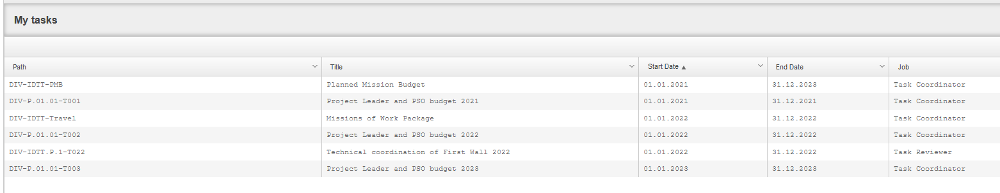 My tasks
Path Title Start Date ▲ End Date Job
DIV-IDTT-PMB Planned Mission Budget 01.01.2021 31.12.2023 Task Coordinator
DIV-P.01.01-T001 Project Leader and PSO budget 2021 01.01.2021 31.12.2021 Task Coordinator
DIV-IDTT-Travel Missions of Work Package 01.01.2022 31.12.2022 Task Coordinator
DIV-P.01.01-T002 Project Leader and PSO budget 2022 01.01.2022 31.12.2022 Task Coordinator
DIV-IDTT.P.1-T022 Technical coordination of First Wall 2022 01.01.2022 31.12.2022 Task Reviewer
DIV-P.01.01-T003 Project Leader and PSO budget 2023 01.01.2023 31.12.2023 Task Coordinator